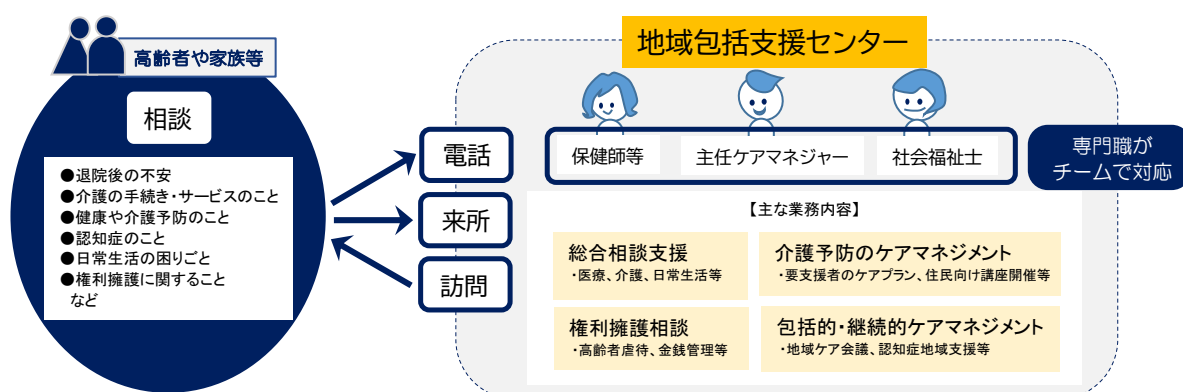 高齢者や家族等
相談
●退院後の不安
●介護の手続き・サービスのこと
●健康や介護予防のこと
●認知症のこと
●日常生活の困りごと
●権利擁護に関すること
など
電話
来所
訪問
地域包括支援センター
保健師等
主任ケアマネジャー
社会福祉士
専門職が
チームで対応
【主な業務内容】
総合相談支援
・医療、介護、日常生活等
介護予防のケアマネジメント
・要支援者のケアプラン、住民向け講座開催等
権利擁護相談
・高齢者虐待、金銭管理等
包括的・継続的ケアマネジメント
・地域ケア会議、認知症地域支援等